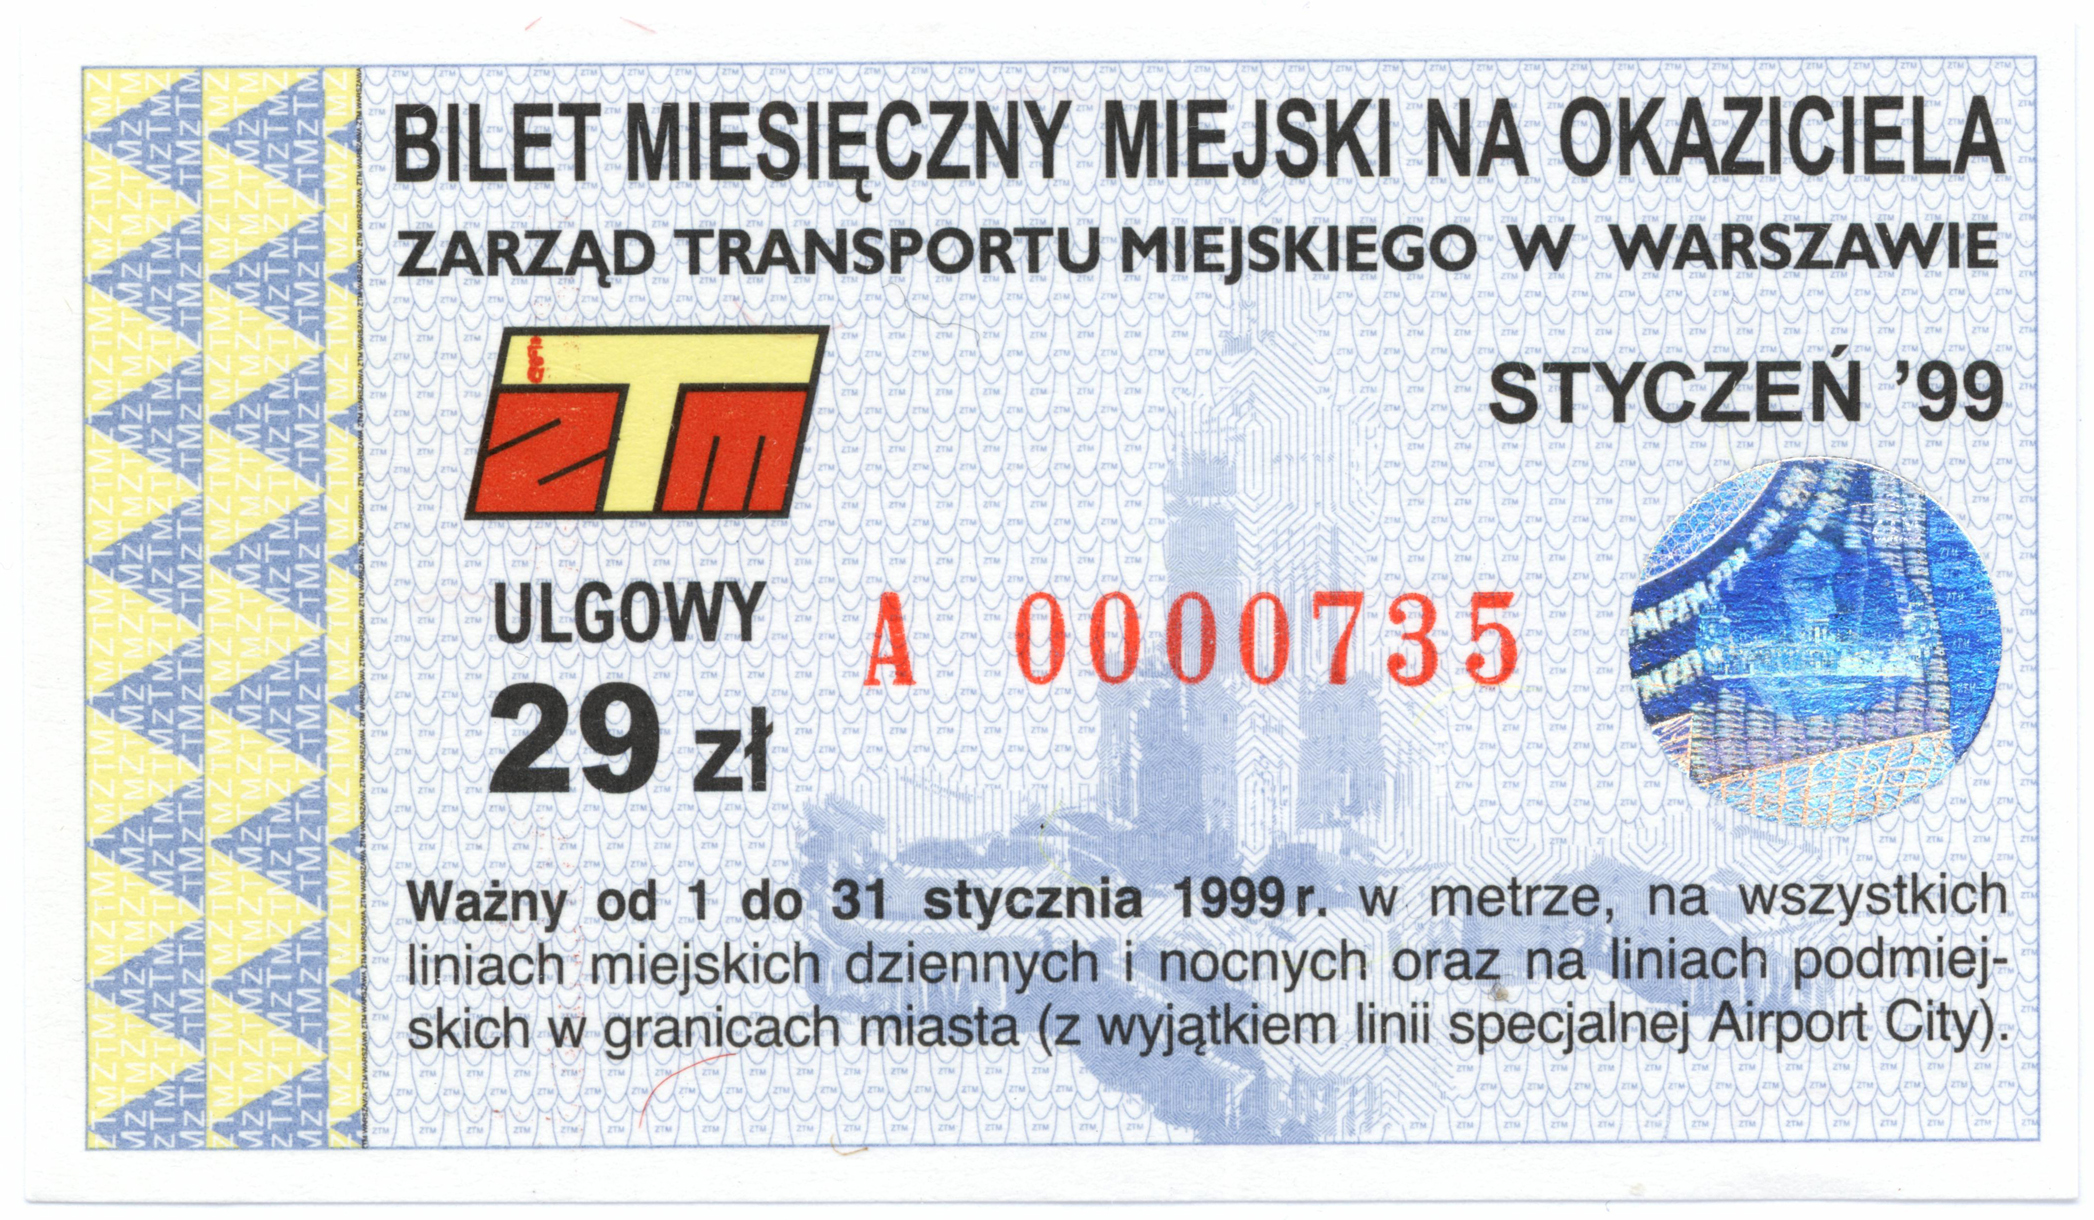 BILET MIESIĘCZNY MIEJSKI NA OKAZICIELA
ZARZĄD TRANSPORTU MIEJSKIEGO W WARSZAWIE
ZTM
STYCZEŃ '99
ULGOWY
A 0000735
29 zł
Ważny od 1 do 31 stycznia 1999 r. w metrze, na wszystkich
liniach miejskich dziennych i nocnych oraz na liniach podmiej-
skich w granicach miasta (z wyjątkiem linii specjalnej Airport City).